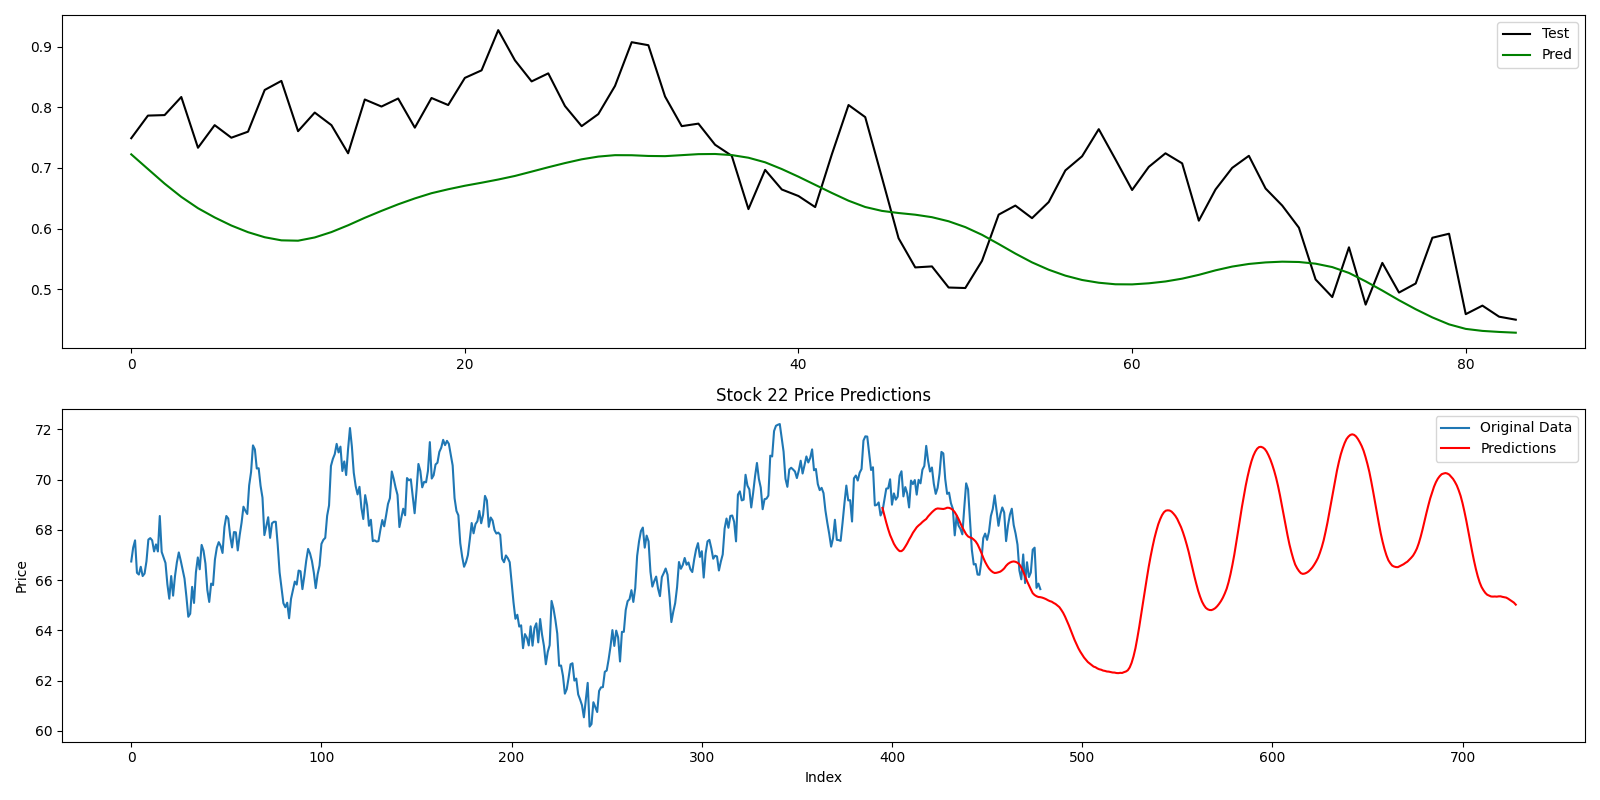 0.9
0.8
0.7
0.6
0.5
0 20 40 60 80
Test
Pred
Stock 22 Price Predictions
72
70
68
66
64
62
60
Price
0 100 200 300 400 500 600 700
Index
Original Data
Predictions